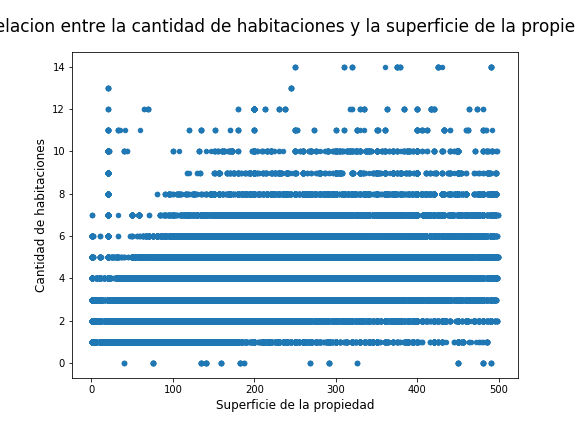 elacion entre la cantidad de habitaciones y la superficie de la propie
14
12
10
8
6
4
2
0
Cantidad de habitaciones
0 100 200 300 400 500
Superficie de la propiedad